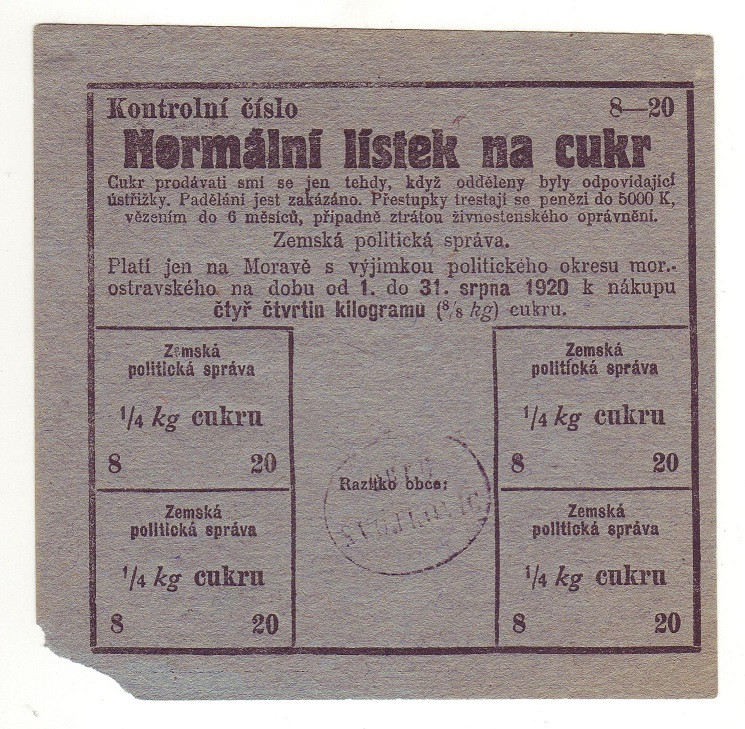 Kontrolní číslo 8—20
Normální lístek na cukr
Cukr prodávati smí se jen tehdy, když odděleny byly odpovídající
ústřižky. Padělání jest zakázáno. Přestupky trestají se penězi do 5000 K,
vězením do 6 měsíců, případně ztrátou živnostenského oprávnění.
Zemská politická správa.
Platí jen na Moravě s výjimkou politického okresu mor.-
ostravského na dobu od 1. do 31. srpna 1920 k nákupu
čtyř čtvrtin kilogramu (⁸/₈ kg) cukru.
Zemská
politická správa
¼ kg cukru
8 20
Zemská
politická správa
¼ kg cukru
8 20
Razítko obce:
Zemská
politická správa
¼ kg cukru
8 20
Zemská
politická správa
¼ kg cukru
8 20